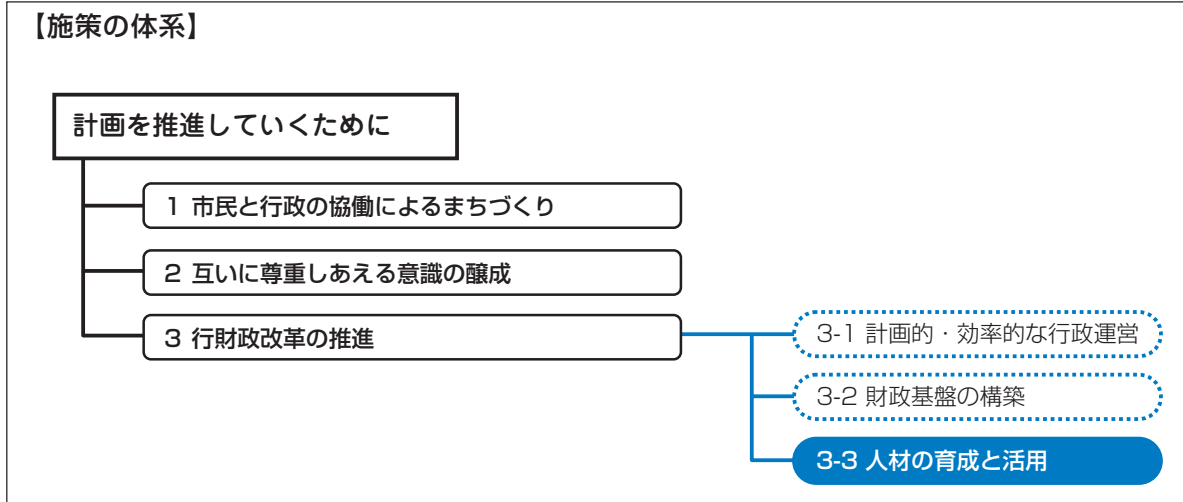 【施策の体系】
計画を推進していくために
1 市民と行政の協働によるまちづくり
2 互いに尊重しあえる意識の醸成
3 行財政改革の推進
3-1 計画的・効率的な行政運営
3-2 財政基盤の構築
3-3 人材の育成と活用